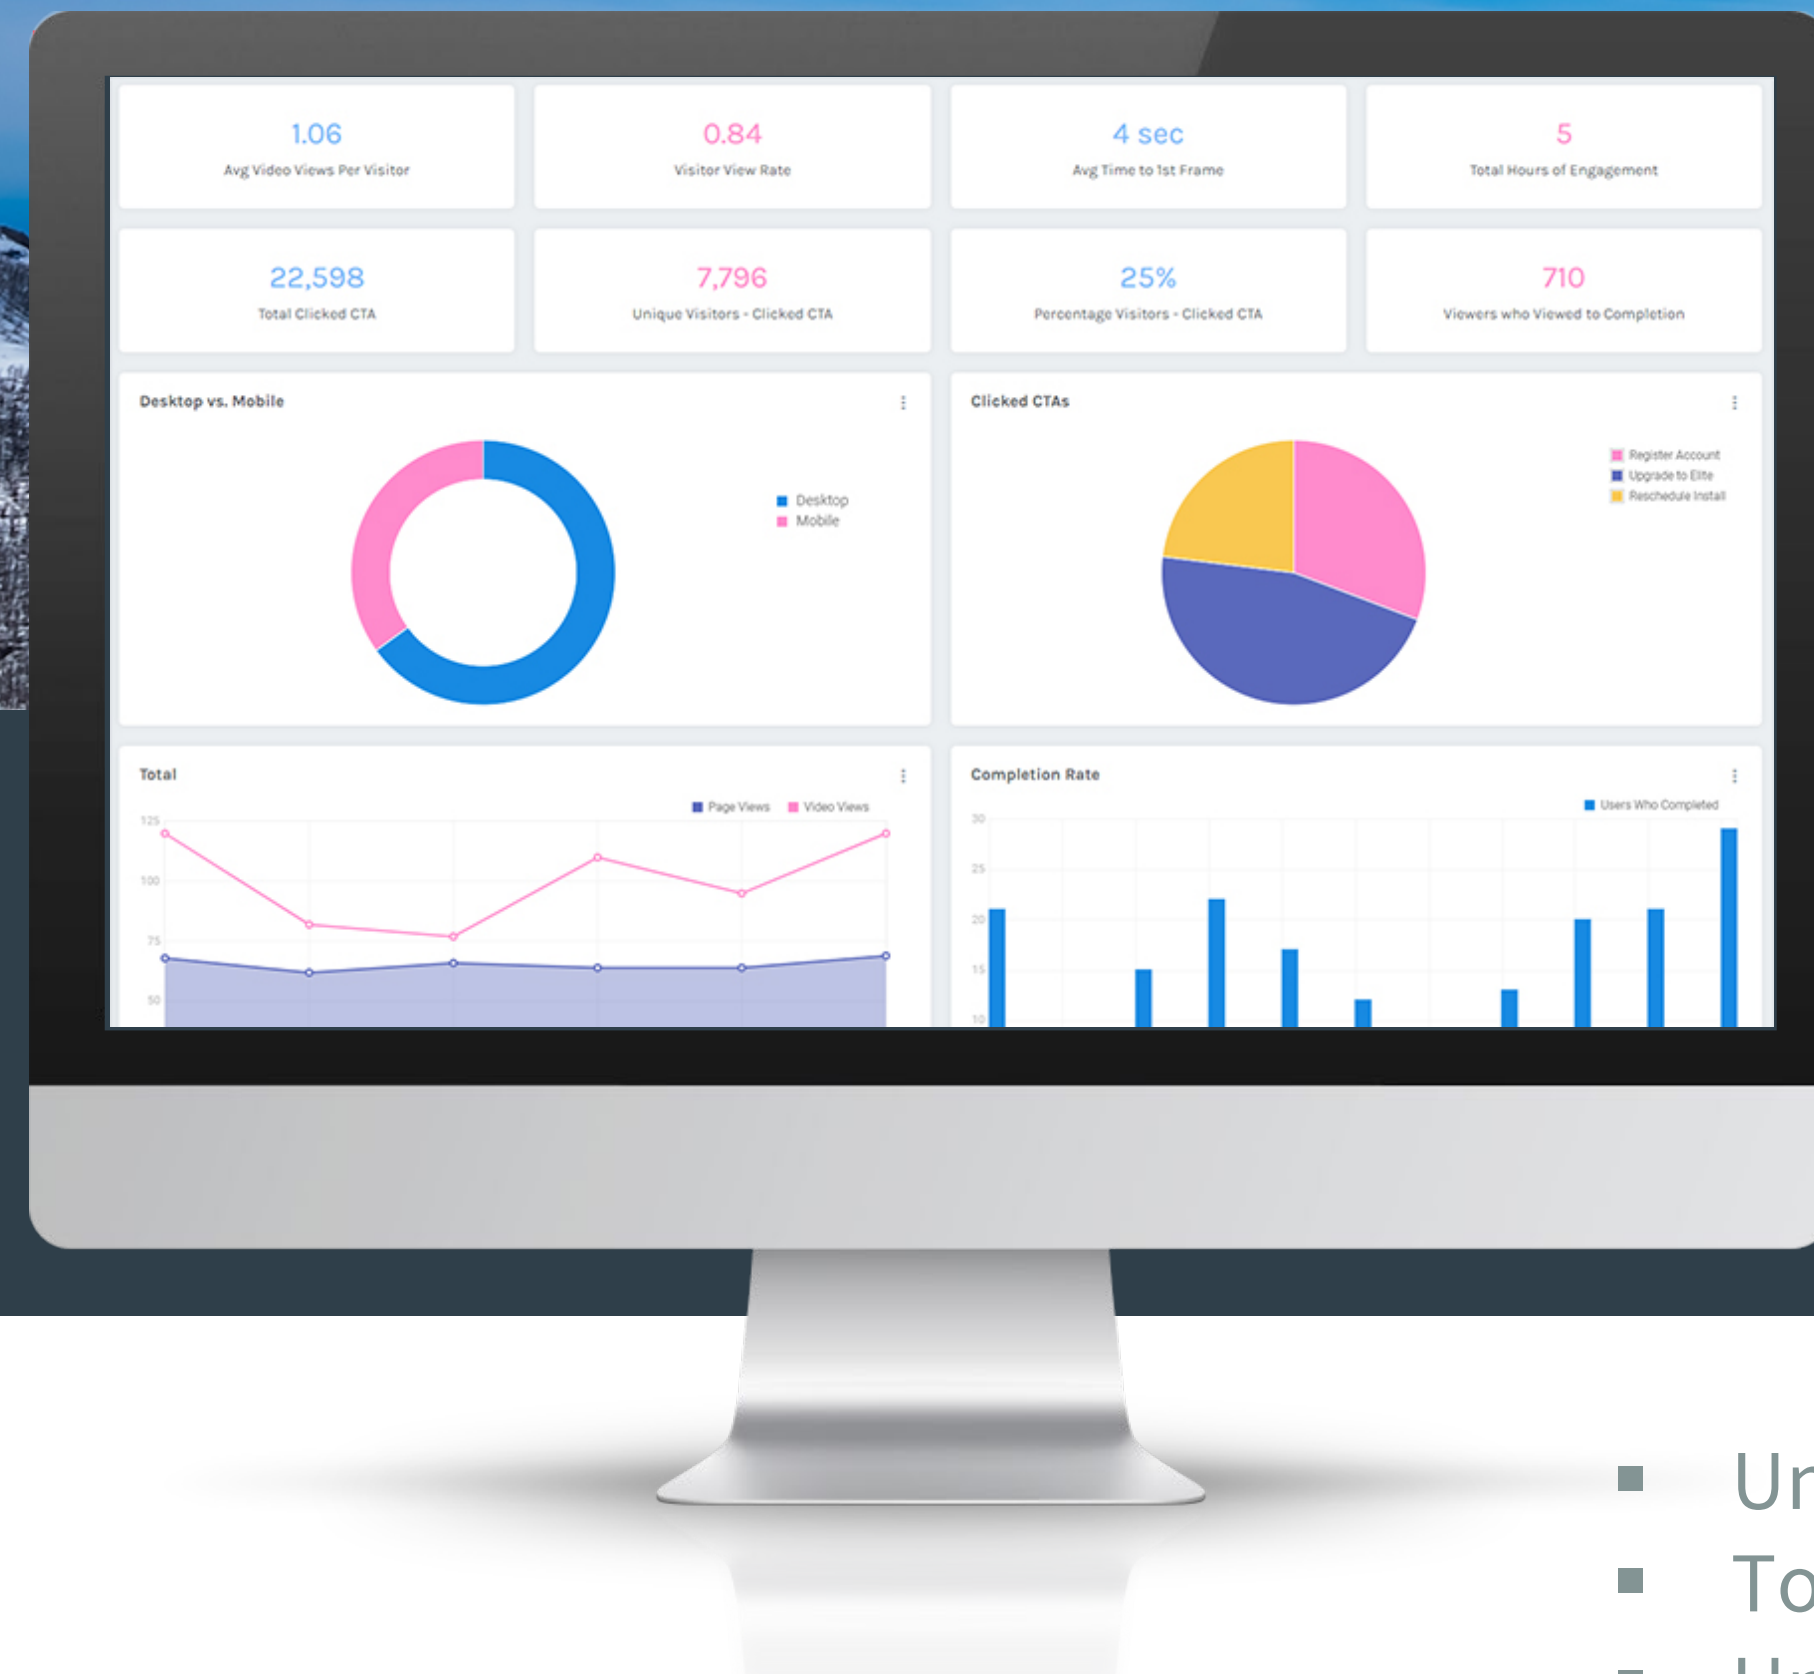 1.06
Avg Video Views Per Visitor
0.84
Visitor View Rate
4 sec
Avg Time to 1st Frame
5
Total Hours of Engagement
22,598
Total Clicked CTA
7,796
Unique Visitors - Clicked CTA
25%
Percentage Visitors - Clicked CTA
710
Viewers who Viewed to Completion
Desktop vs. Mobile
Desktop
Mobile
Clicked CTAs
Register Account
Upgrade to Elite
Reschedule Install
Total
Page Views Video Views
125
100
75
50
Completion Rate
Users Who Completed
30
25
20
15
10
Un
To